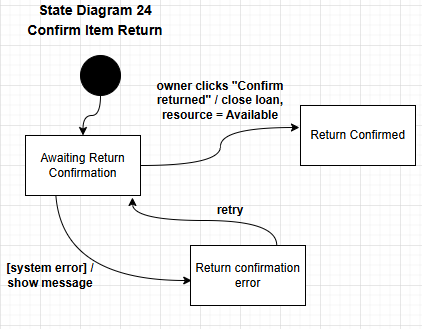 State Diagram 24
Confirm Item Return
owner clicks "Confirm
returned" / close loan,
resource = Available
Return Confirmed
Awaiting Return
Confirmation
retry
[system error] /
show message
Return confirmation
error